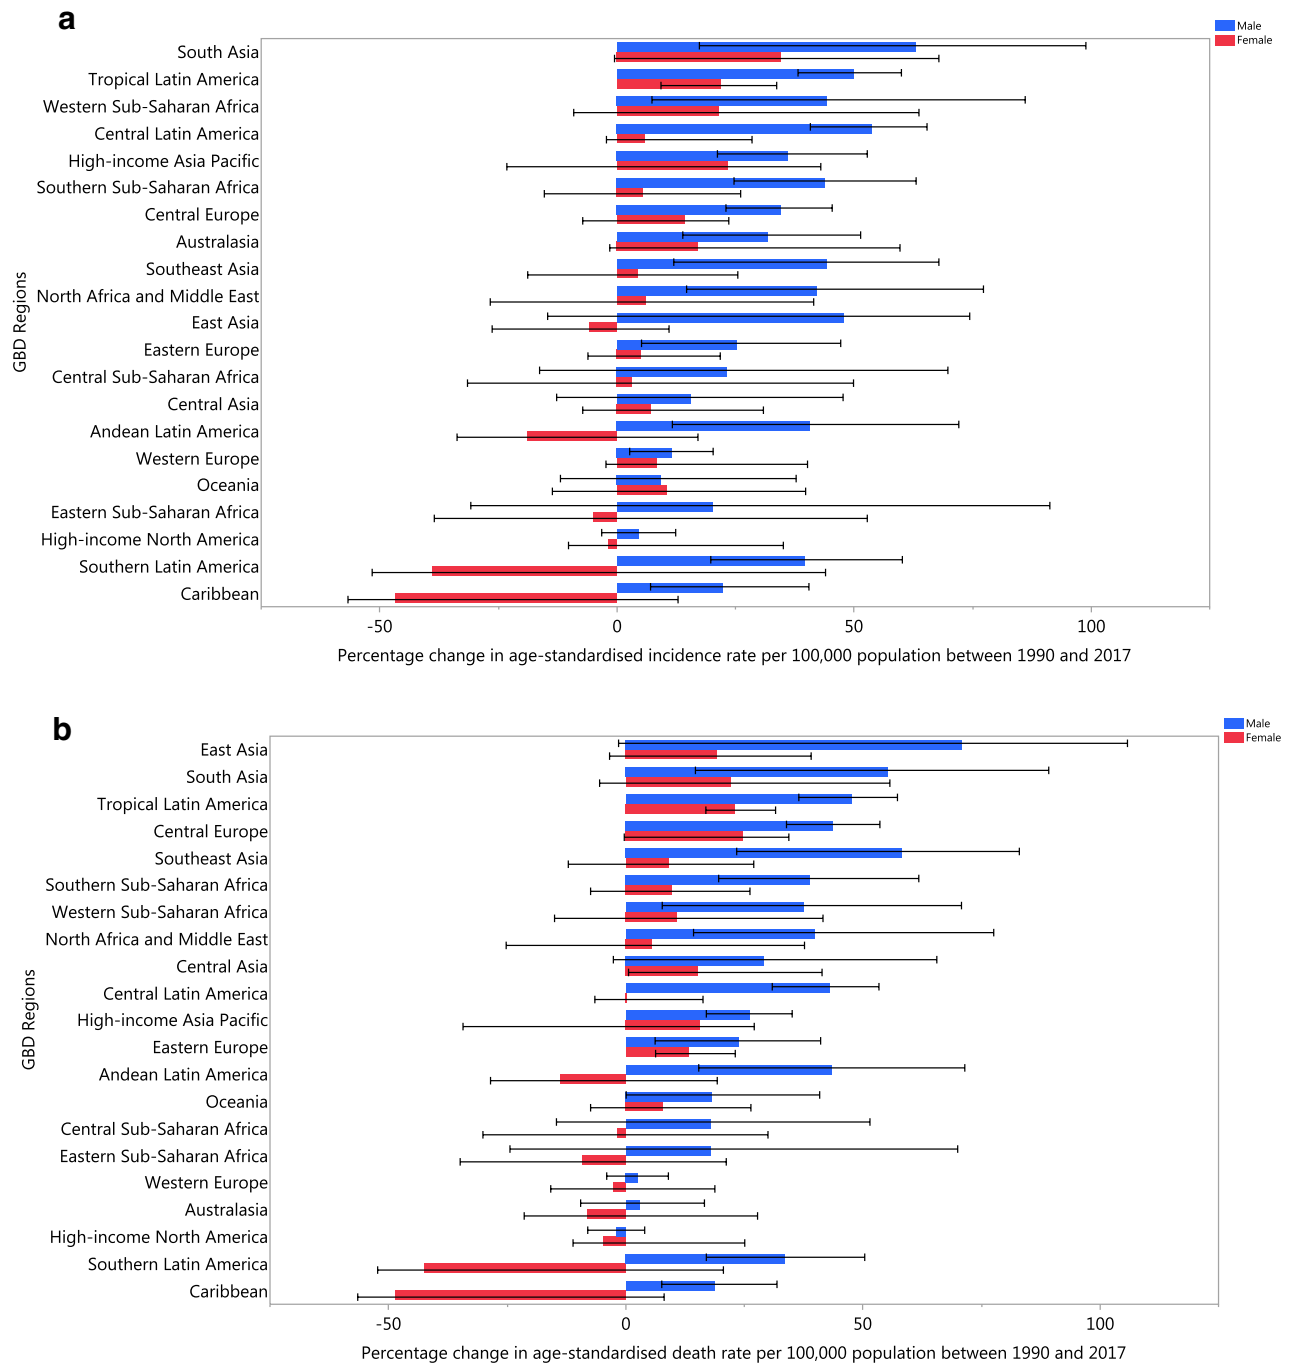 a
Male
Female
South Asia
Tropical Latin America
Western Sub-Saharan Africa
Central Latin America
High-income Asia Pacific
Southern Sub-Saharan Africa
Central Europe
Australasia
Southeast Asia
North Africa and Middle East
East Asia
Eastern Europe
Central Sub-Saharan Africa
Central Asia
Andean Latin America
Western Europe
Oceania
Eastern Sub-Saharan Africa
High-income North America
Southern Latin America
Caribbean
GBD Regions
-50 0 50 100
Percentage change in age-standardised incidence rate per 100,000 population between 1990 and 2017
b
Male
Female
East Asia
South Asia
Tropical Latin America
Central Europe
Southeast Asia
Southern Sub-Saharan Africa
Western Sub-Saharan Africa
North Africa and Middle East
Central Asia
Central Latin America
High-income Asia Pacific
Eastern Europe
Andean Latin America
Oceania
Central Sub-Saharan Africa
Eastern Sub-Saharan Africa
Western Europe
Australasia
High-income North America
Southern Latin America
Caribbean
GBD Regions
-50 0 50 100
Percentage change in age-standardised death rate per 100,000 population between 1990 and 2017